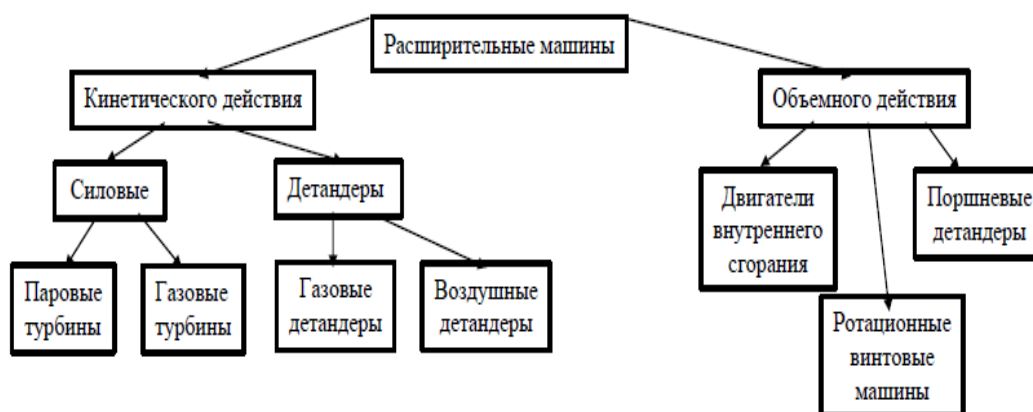 Расширительные машины
Кинетического действия
Объемного действия
Силовые
Детандеры
Двигатели
внутреннего
сгорания
Поршневые
детандеры
Паровые
турбины
Газовые
турбины
Газовые
детандеры
Воздушные
детандеры
Ротационные
винтовые
машины